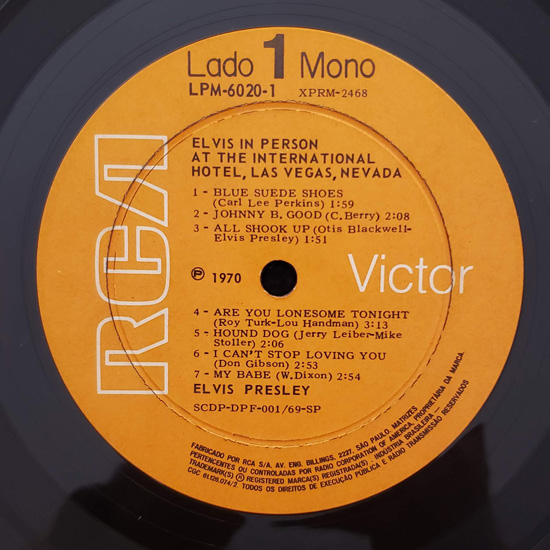 Lado 1 Mono
LPM-6020-1 XPRM-2468
ELVIS IN PERSON
AT THE INTERNATIONAL
HOTEL, LAS VEGAS, NEVADA
1 - BLUE SUEDE SHOES
(Carl Lee Perkins) 1:59
2 - JOHNNY B. GOOD (C. Berry) 2:08
3 - ALL SHOOK UP (Otis Blackwell-
Elvis Presley) 1:51
RCA
Ⓟ 1970
Victor
4 - ARE YOU LONESOME TONIGHT
(Roy Turk-Lou Handman) 3:13
5 - HOUND DOG (Jerry Leiber-Mike
Stoller) 2:06
6 - I CAN'T STOP LOVING YOU
(Don Gibson) 2:53
7 - MY BABE (W. Dixon) 2:54
ELVIS PRESLEY
SCDP-DPF-001/69-SP
FABRICADO POR RCA S/A, AV. ENG. BILLINGS, 2227, SÃO PAULO, MATRIZES
PERTENCENTES OU CONTROLADAS POR RADIO CORPORATION OF AMERICA, PROPRIETÁRIA DA MARCA
TRADEMARK(S) ® REGISTERED MARCA(S) REGISTRADA(S). INDÚSTRIA BRASILEIRA -
CGC 61.128.074/2 TODOS OS DIREITOS DE EXECUÇÃO PÚBLICA E RÁDIO TRANSMISSÃO RESERVADOS